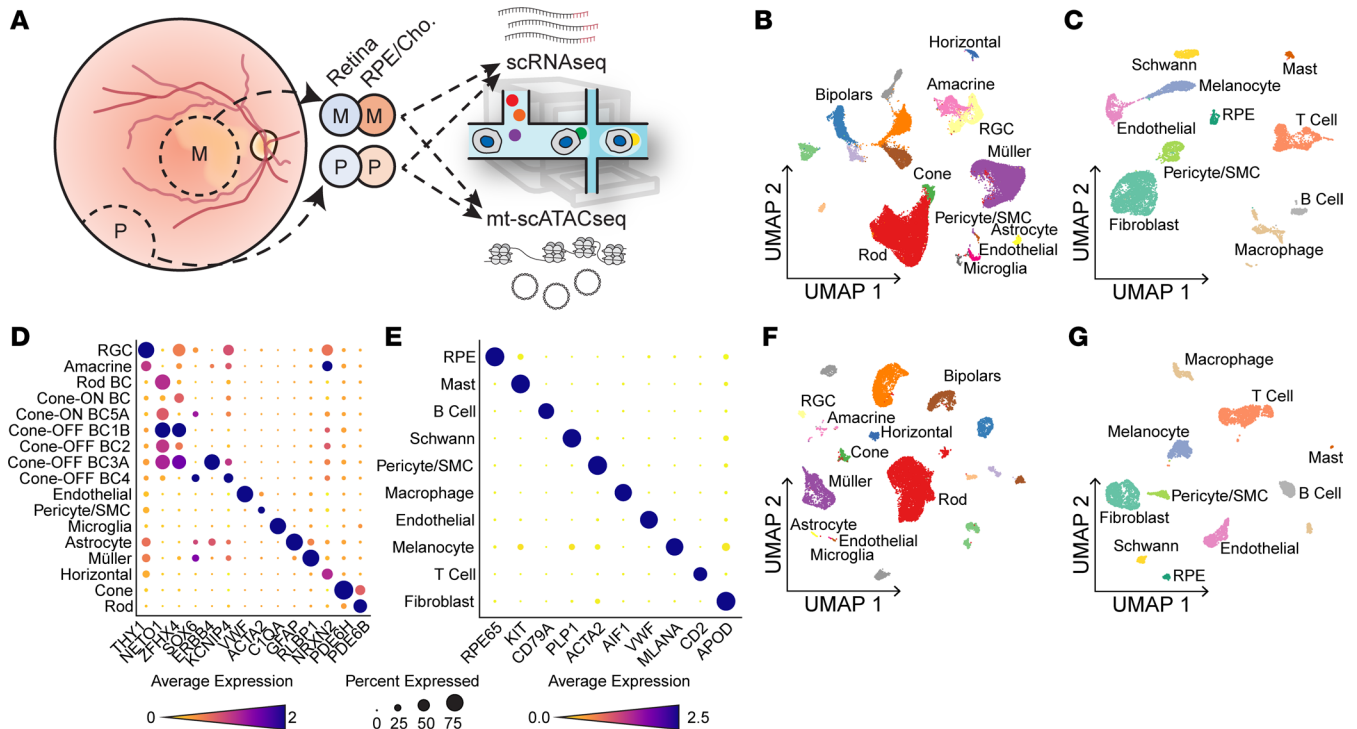 A
Retina
RPE/Cho.
M
M
M
P
P
P
scRNAseq
mt-scATACseq
B
Horizontal
Amacrine
Bipolars
RGC
Müller
Cone
Pericyte/SMC
Astrocyte
Endothelial
Rod
Microglia
UMAP 2
UMAP 1
C
Schwann
Mast
Melanocyte
RPE
T Cell
Endothelial
Pericyte/SMC
B Cell
Fibroblast
Macrophage
UMAP 2
UMAP 1
D
RGC
Amacrine
Rod BC
Cone-ON BC
Cone-ON BC5A
Cone-OFF BC1B
Cone-OFF BC2
Cone-OFF BC3A
Cone-OFF BC4
Endothelial
Pericyte/SMC
Microglia
Astrocyte
Müller
Horizontal
Cone
Rod
THY1
NETO1
ZFHX4
SOX6
ERBB4
KCNIP4
VWF
ACTA2
C1QA
GFAP
RLBP1
NRXN2
PDE6H
PDE6B
Average Expression
0 2
Percent Expressed
0 25 50 75
E
RPE
Mast
B Cell
Schwann
Pericyte/SMC
Macrophage
Endothelial
Melanocyte
T Cell
Fibroblast
RPE65
KIT
CD79A
PLP1
ACTA2
AIF1
VWF
MLANA
CD2
APOD
Average Expression
0.0 2.5
F
Bipolars
RGC
Amacrine
Horizontal
Cone
Müller
Rod
Astrocyte
Endothelial
Microglia
UMAP 2
UMAP 1
G
Macrophage
T Cell
Melanocyte
Mast
Pericyte/SMC
B Cell
Fibroblast
Schwann
Endothelial
RPE
UMAP 2
UMAP 1